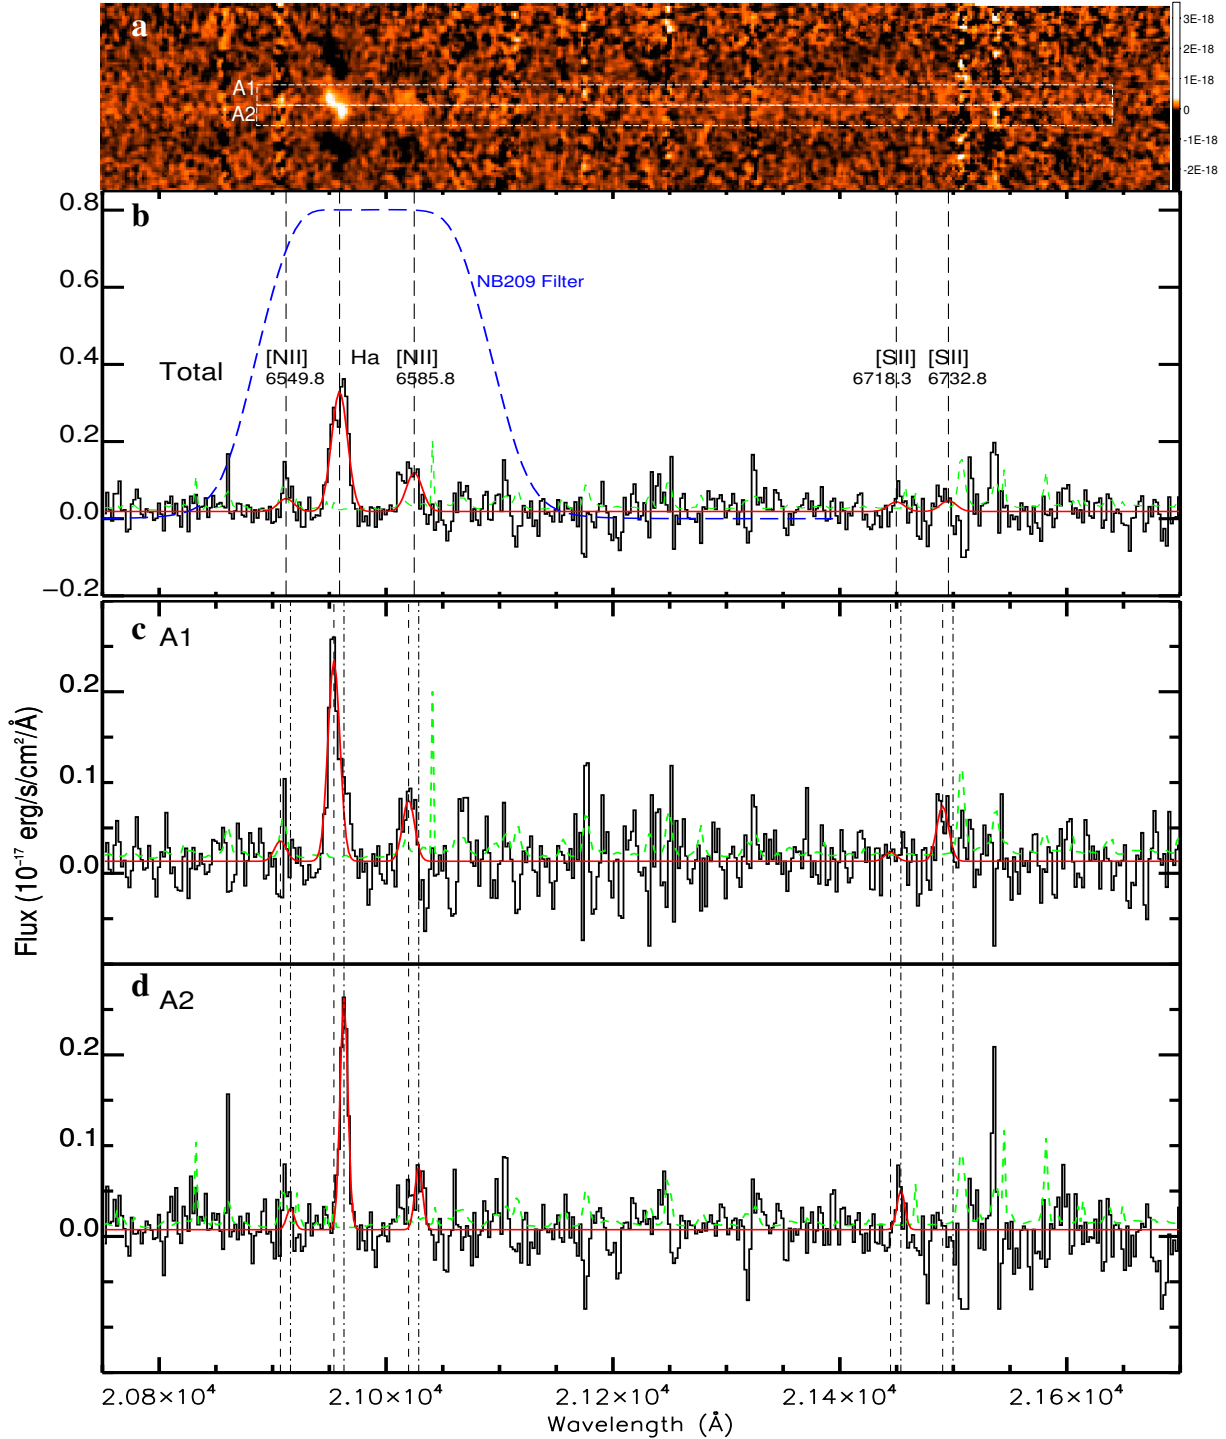 a
A1
A2
3E-18
2E-18
1E-18
0
-1E-18
-2E-18
b
0.8
0.6
0.4
0.2
0.0
−0.2
NB209 Filter
Total
[NII]
6549.8
Ha
[NII]
6585.8
[SII]
6718.3
[SII]
6732.8
c A1
0.2
0.1
0.0
d A2
0.2
0.1
0.0
Flux (10⁻¹⁷ erg/s/cm²/Å)
2.08×10⁴ 2.10×10⁴ 2.12×10⁴ 2.14×10⁴ 2.16×10⁴
Wavelength (Å)